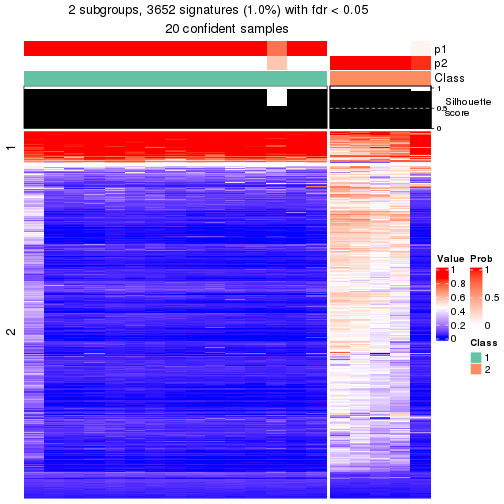 2 subgroups, 3652 signatures (1.0%) with fdr < 0.05
20 confident samples
p1
p2
Class
1
0.5
0
Silhouette
score
1
2
Value
1
0.8
0.6
0.4
0.2
0
Prob
1
0.5
0
Class
1
2